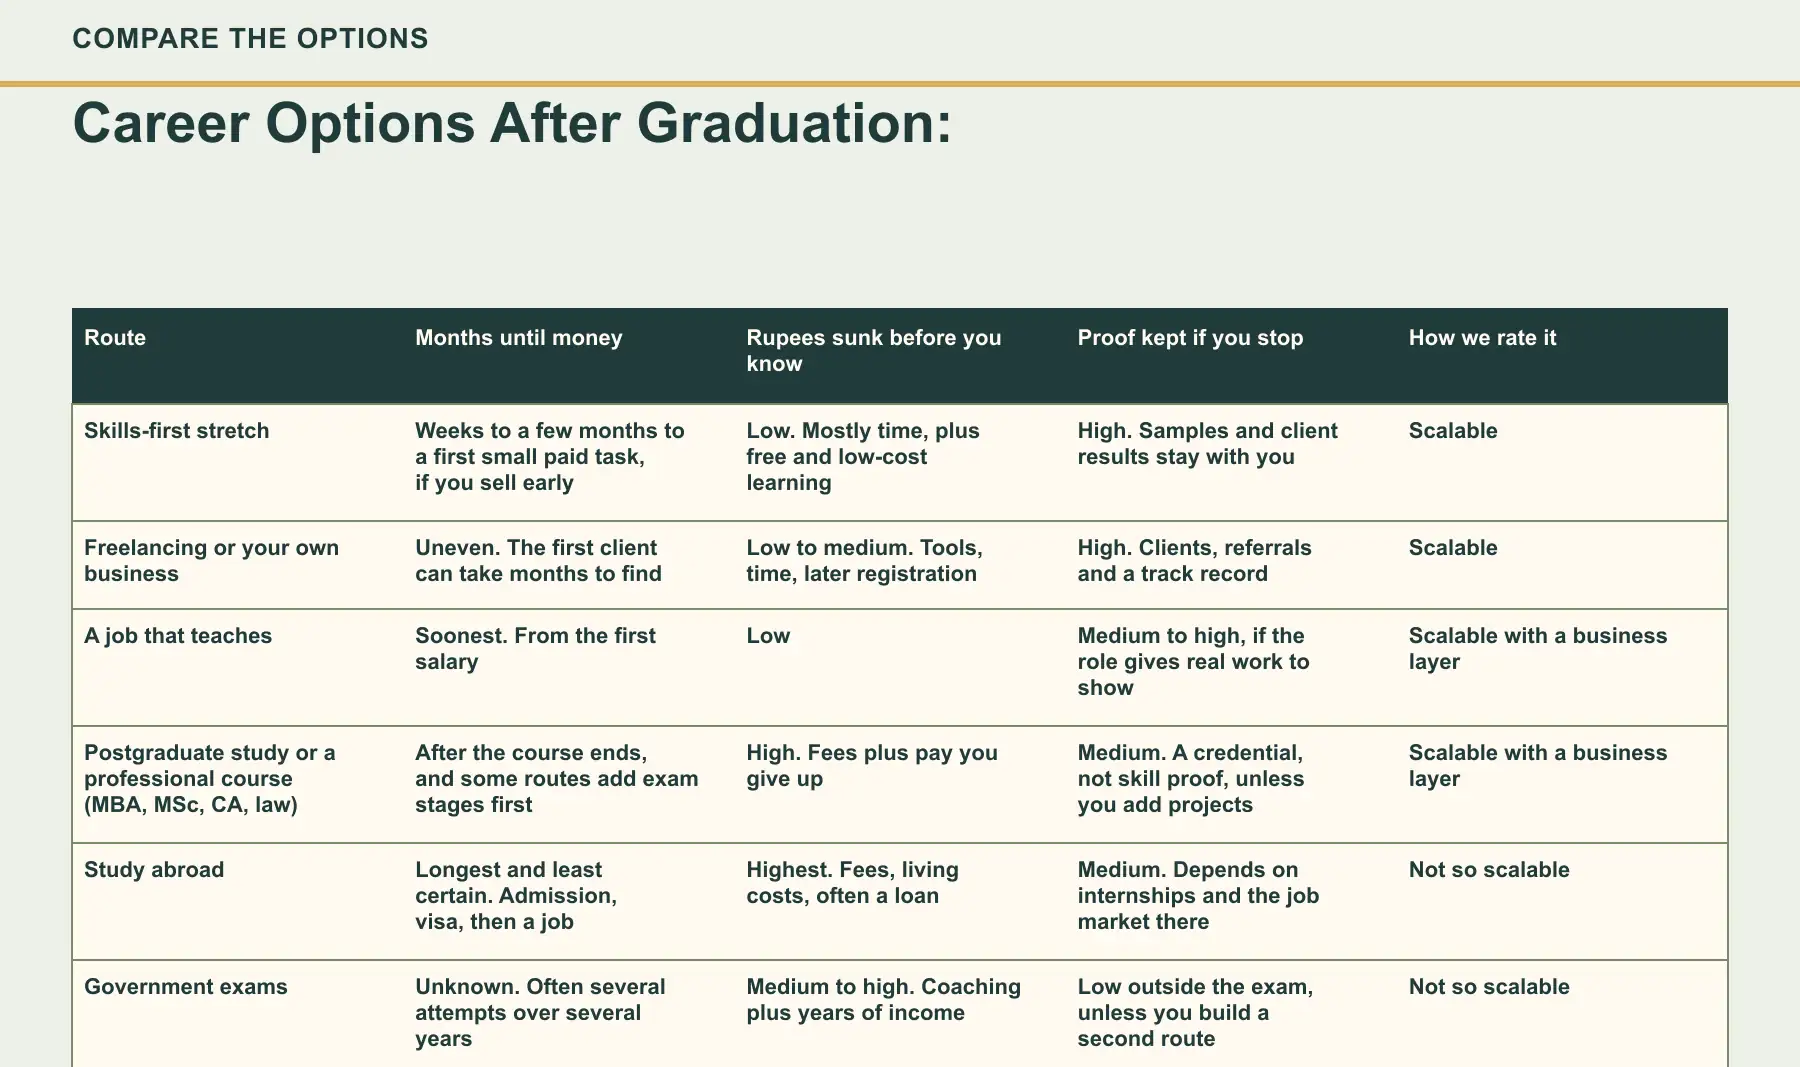 COMPARE THE OPTIONS
Career Options After Graduation:
Route
Months until money
Rupees sunk before you
know
Proof kept if you stop
How we rate it
Skills-first stretch
Weeks to a few months to
a first small paid task,
if you sell early
Low. Mostly time, plus
free and low-cost
learning
High. Samples and client
results stay with you
Scalable
Freelancing or your own
business
Uneven. The first client
can take months to find
Low to medium. Tools,
time, later registration
High. Clients, referrals
and a track record
Scalable
A job that teaches
Soonest. From the first
salary
Low
Medium to high, if the
role gives real work to
show
Scalable with a business
layer
Postgraduate study or a
professional course
(MBA, MSc, CA, law)
After the course ends,
and some routes add exam
stages first
High. Fees plus pay you
give up
Medium. A credential,
not skill proof, unless
you add projects
Scalable with a business
layer
Study abroad
Longest and least
certain. Admission,
visa, then a job
Highest. Fees, living
costs, often a loan
Medium. Depends on
internships and the job
market there
Not so scalable
Government exams
Unknown. Often several
attempts over several
years
Medium to high. Coaching
plus years of income
Low outside the exam,
unless you build a
second route
Not so scalable